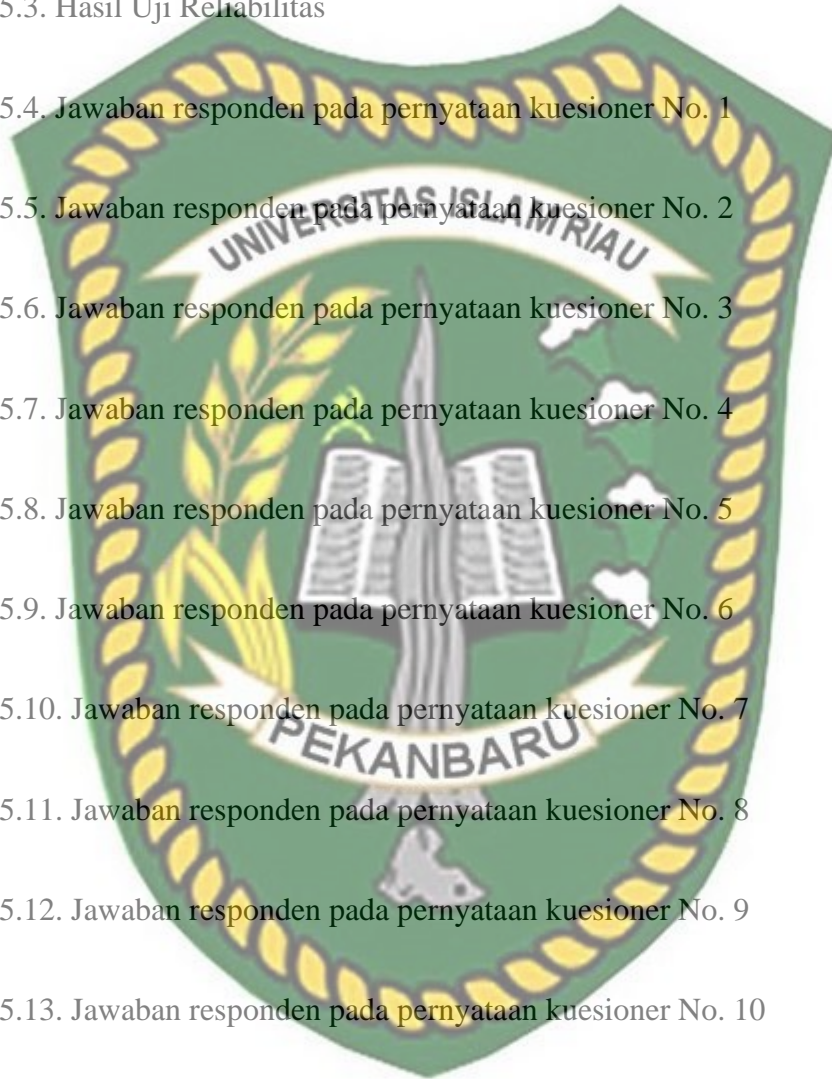 5.3. Hasil Uji Reliabilitas
5.4. Jawaban responden pada pernyataan kuesioner No. 1
5.5. Jawaban responden pada pernyataan kuesioner No. 2
UNIVERSITAS ISLAM RIAU
5.6. Jawaban responden pada pernyataan kuesioner No. 3
5.7. Jawaban responden pada pernyataan kuesioner No. 4
5.8. Jawaban responden pada pernyataan kuesioner No. 5
5.9. Jawaban responden pada pernyataan kuesioner No. 6
5.10. Jawaban responden pada pernyataan kuesioner No. 7
PEKANBARU
5.11. Jawaban responden pada pernyataan kuesioner No. 8
5.12. Jawaban responden pada pernyataan kuesioner No. 9
5.13. Jawaban responden pada pernyataan kuesioner No. 10